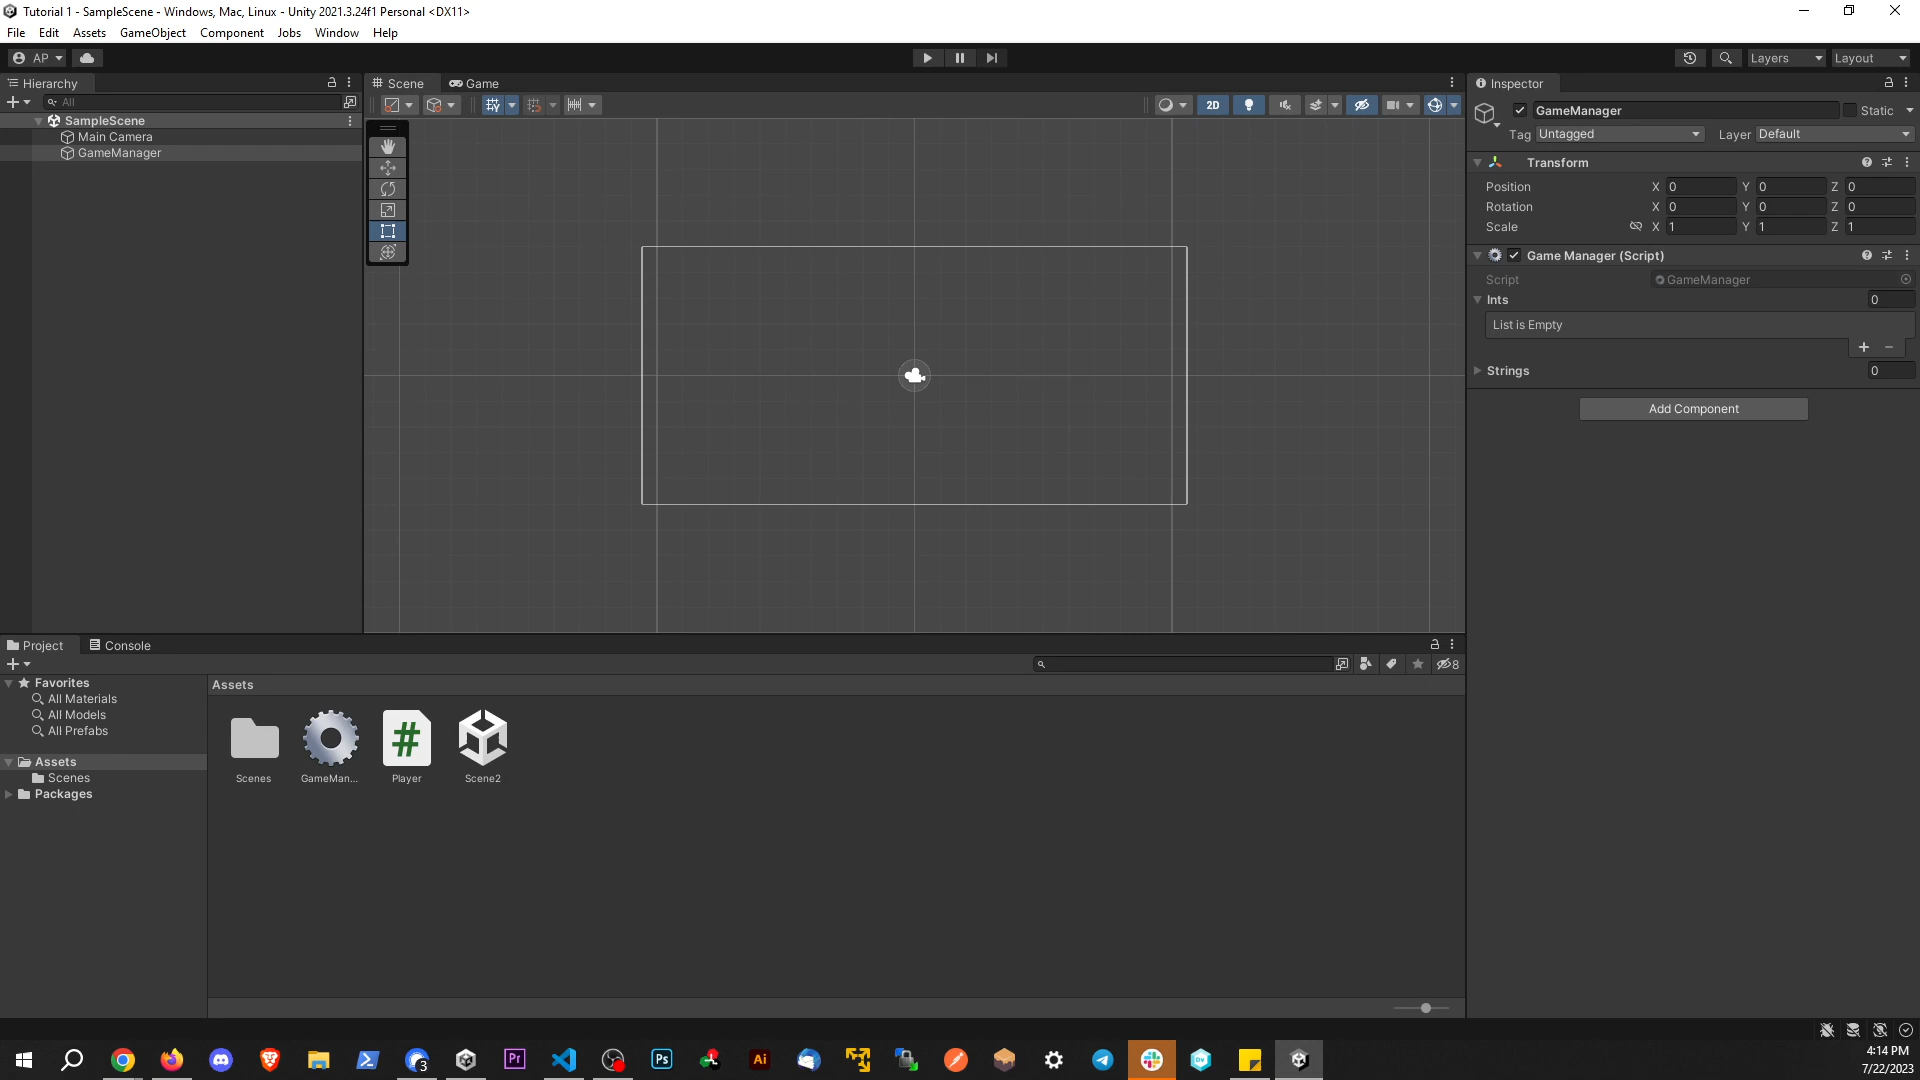 Tutorial 1 - SampleScene - Windows, Mac, Linux - Unity 2021.3.24f1 Personal <DX11>
File Edit Assets GameObject Component Jobs Window Help
AP Layers Layout
Hierarchy Scene Game Inspector
All 2D
SampleScene
Main Camera
GameManager
GameManager Static
Tag Untagged Layer Default
Transform
Position X 0 Y 0 Z 0
Rotation X 0 Y 0 Z 0
Scale X 1 Y 1 Z 1
Game Manager (Script)
Script GameManager
Ints 0
List is Empty
Strings 0
Add Component
Project Console
8
Favorites
All Materials
All Models
All Prefabs
Assets
Scenes
Packages
Assets
Scenes GameMan... Player Scene2
#
3 Pr Ps Ai
4:14 PM
7/22/2023